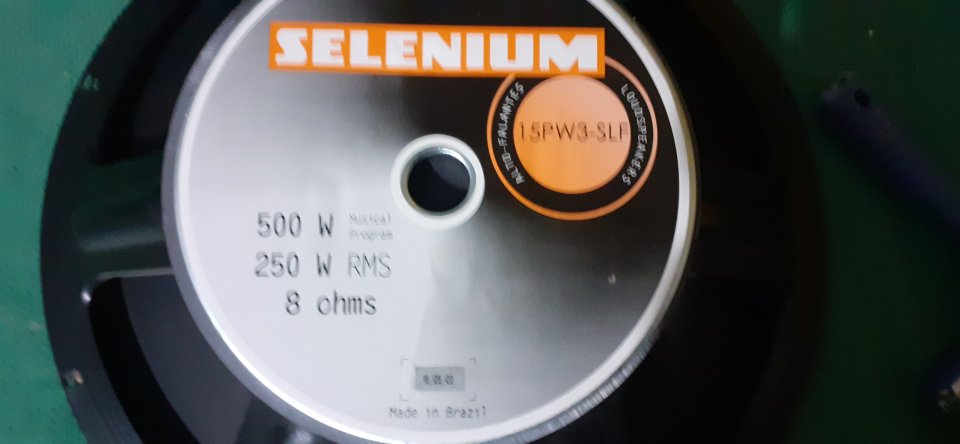 SELENIUM
ALTO-FALANTES
LOUDSPEAKERS
15PW3-SLF
500 W Musical Program
250 W RMS
8 ohms
Made in Brazil